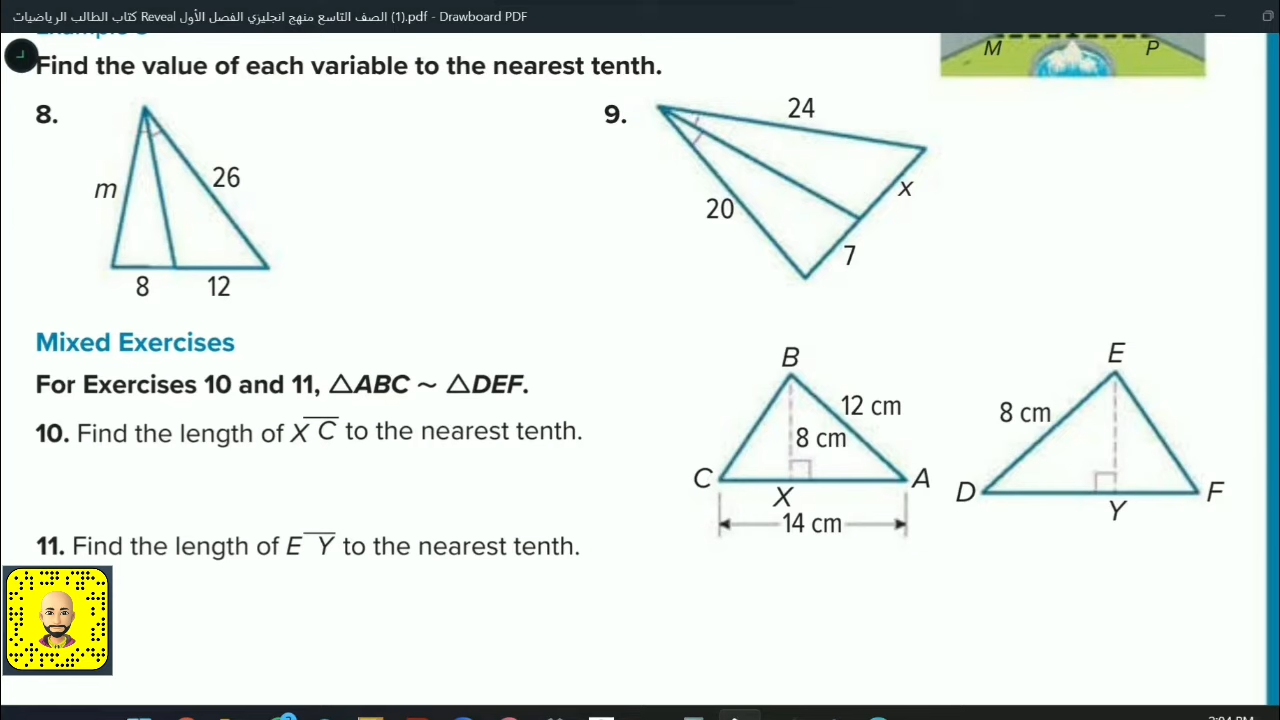 كتاب الطالب الرياضيات Reveal الصف التاسع منهج انجليزي الفصل الأول (1).pdf - Drawboard PDF
M P
Find the value of each variable to the nearest tenth.
8.
m
26
8
12
9.
24
x
20
7
Mixed Exercises
For Exercises 10 and 11, △ABC ~ △DEF.
10. Find the length of XC to the nearest tenth.
11. Find the length of EY to the nearest tenth.
B
12 cm
8 cm
C
X
A
14 cm
E
8 cm
D
Y
F